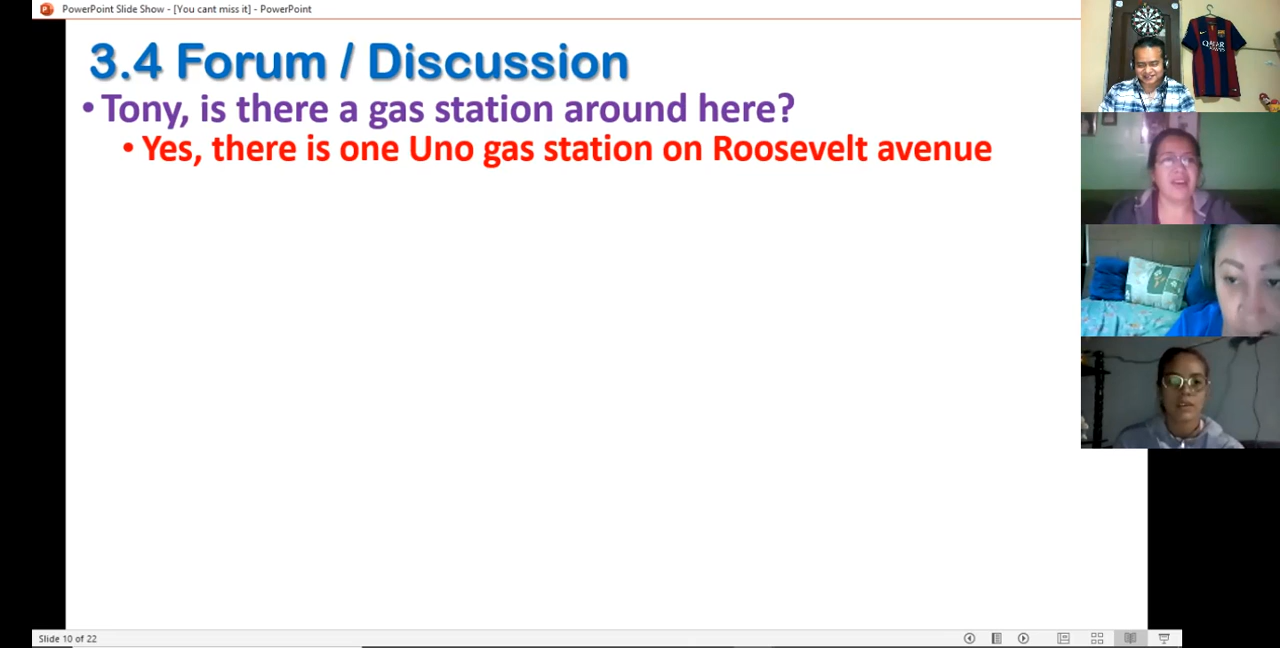 PowerPoint Slide Show - [You cant miss it] - PowerPoint
3.4 Forum / Discussion
• Tony, is there a gas station around here?
• Yes, there is one Uno gas station on Roosevelt avenue
QATAR
Slide 10 of 22